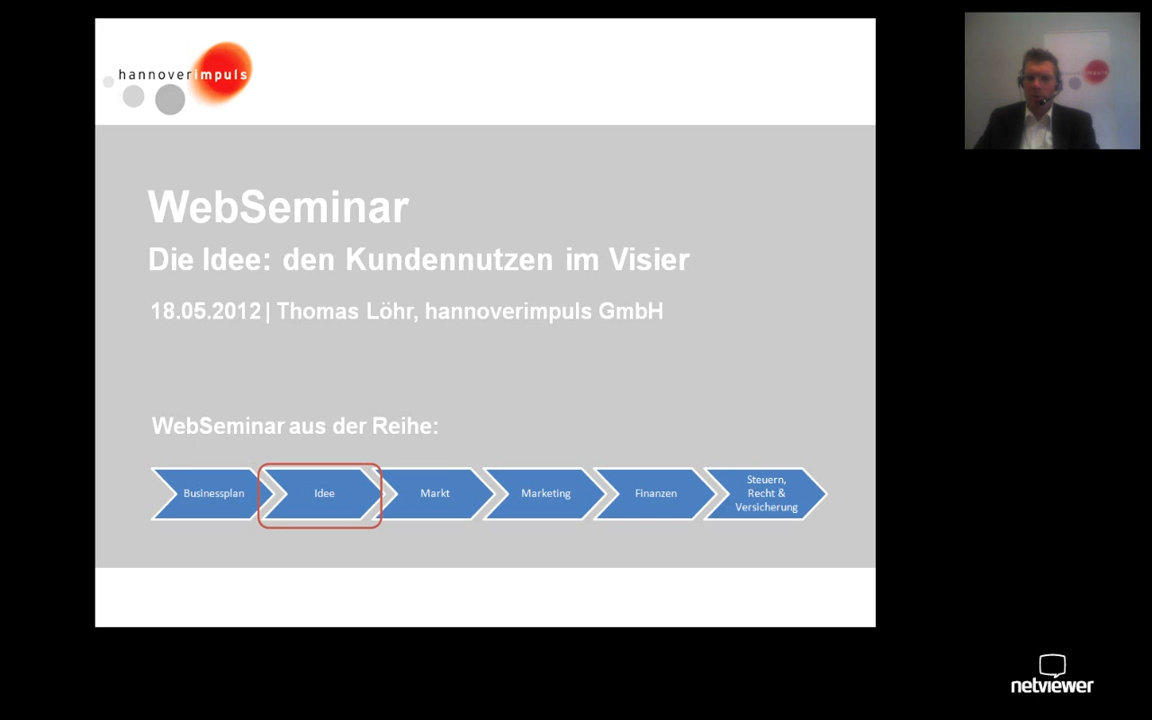 hannoverimpuls
WebSeminar
Die Idee: den Kundennutzen im Visier
18.05.2012 | Thomas Löhr, hannoverimpuls GmbH
WebSeminar aus der Reihe:
Businessplan
Idee
Markt
Marketing
Finanzen
Steuern,
Recht &
Versicherung
netviewer